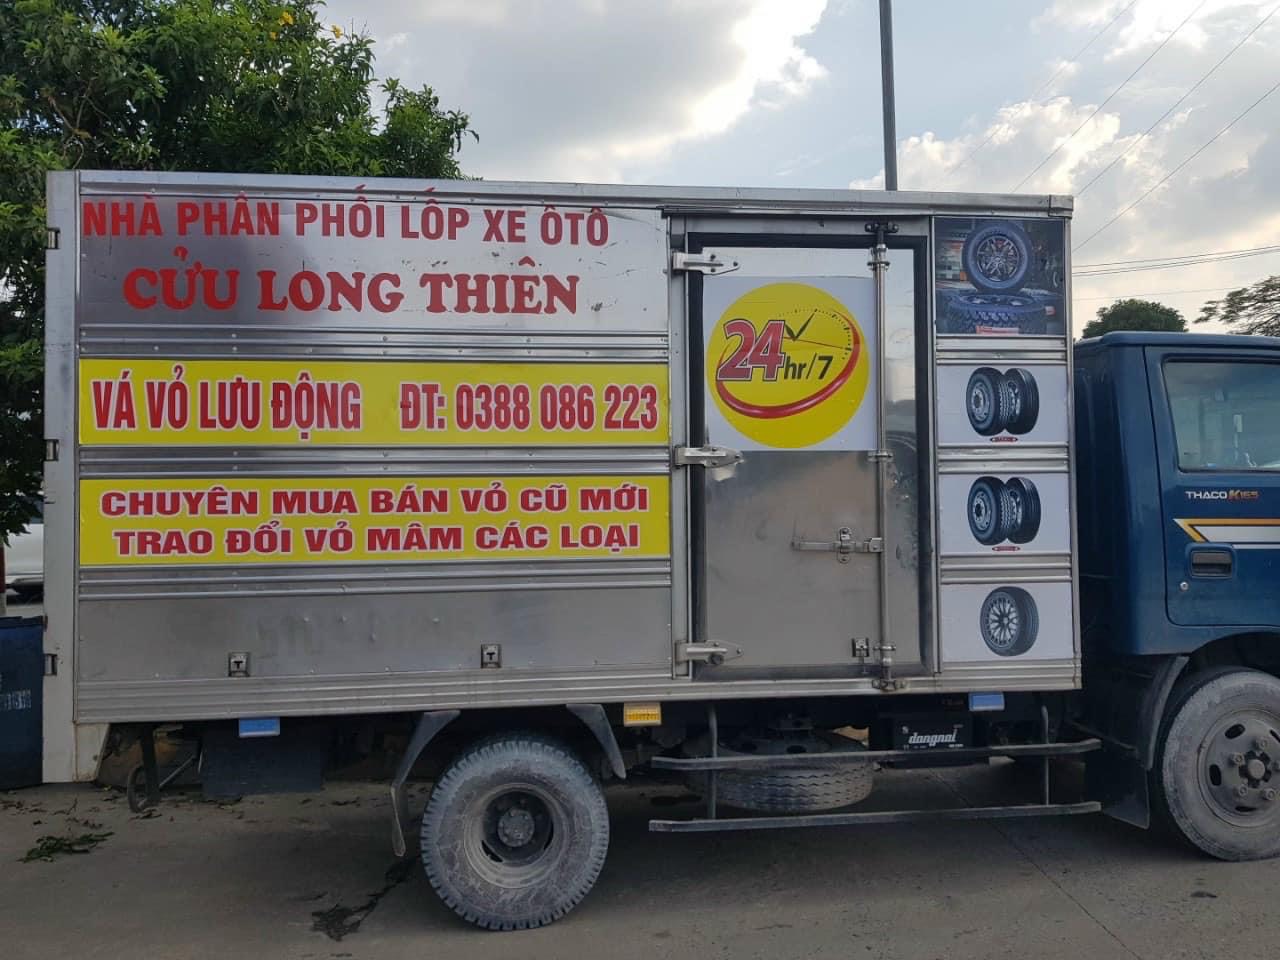 NHÀ PHÂN PHỐI LỐP XE ÔTÔ
CỬU LONG THIÊN
VÁ VỎ LƯU ĐỘNG ĐT: 0388 086 223
CHUYÊN MUA BÁN VỎ CŨ MỚI
TRAO ĐỔI VỎ MÂM CÁC LOẠI
24hr/7
THACO K165
dongnai